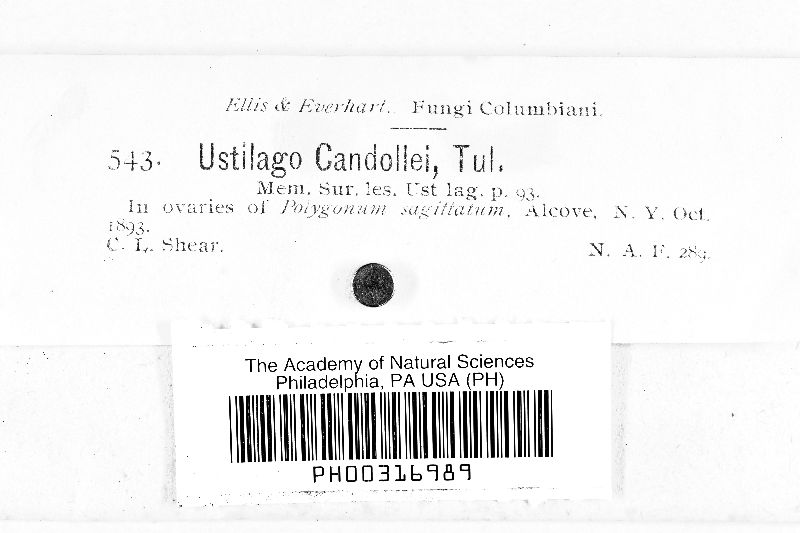 Ellis & Everhart. Fungi Columbiani.
543. Ustilago Candollei, Tul.
Mem. Sur. les. Ust lag. p. 93.
In ovaries of Polygonum sagittatum, Alcove, N. Y. Oct.
1893.
C. L. Shear. N. A. F. 289.
The Academy of Natural Sciences
Philadelphia, PA USA (PH)
PH00316989